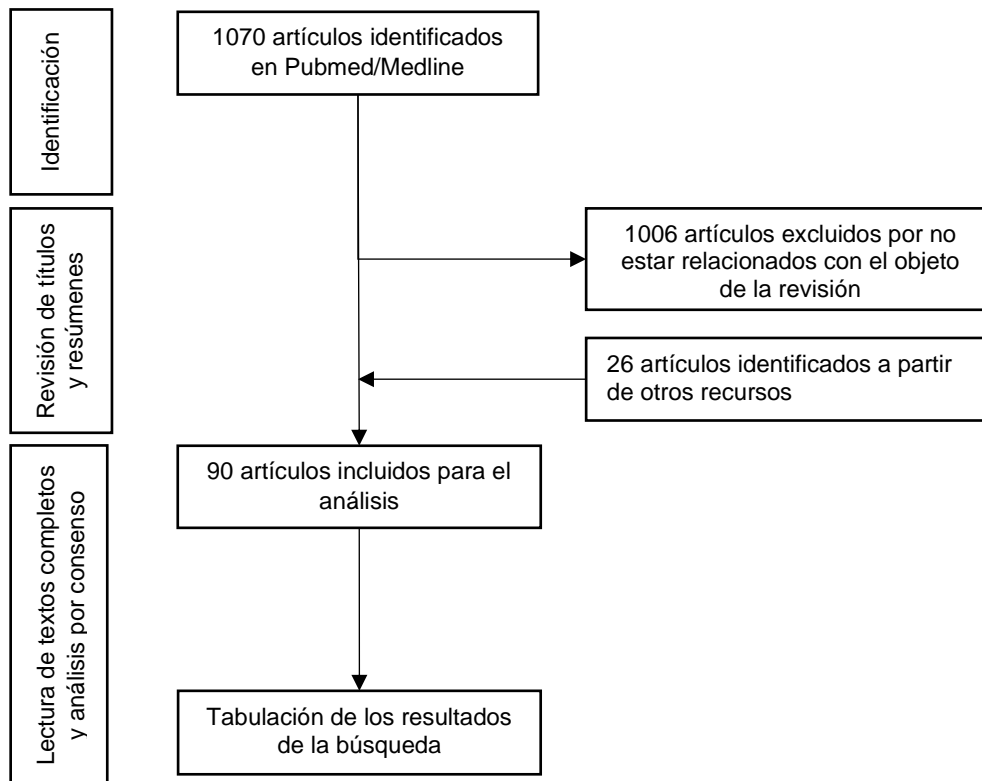 Identificación
1070 artículos identificados
en Pubmed/Medline
Revisión de títulos
y resúmenes
1006 artículos excluidos por no
estar relacionados con el objeto
de la revisión
26 artículos identificados a partir
de otros recursos
Lectura de textos completos
y análisis por consenso
90 artículos incluidos para el
análisis
Tabulación de los resultados
de la búsqueda